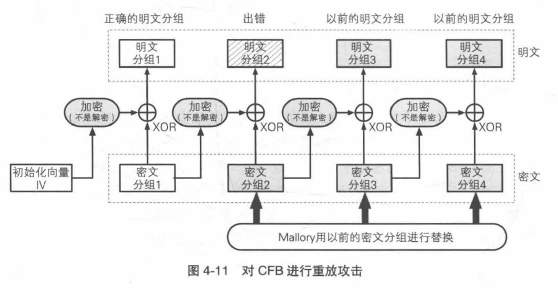 正确的明文分组 出错 以前的明文分组 以前的明文分组
明文
分组1
明文
分组2
明文
分组3
明文
分组4
明文
加密
(不是解密)
XOR
加密
(不是解密)
XOR
加密
(不是解密)
XOR
加密
(不是解密)
XOR
初始化向量
IV
密文
分组1
密文
分组2
密文
分组3
密文
分组4
密文
Mallory用以前的密文分组进行替换
图 4-11 对 CFB 进行重放攻击